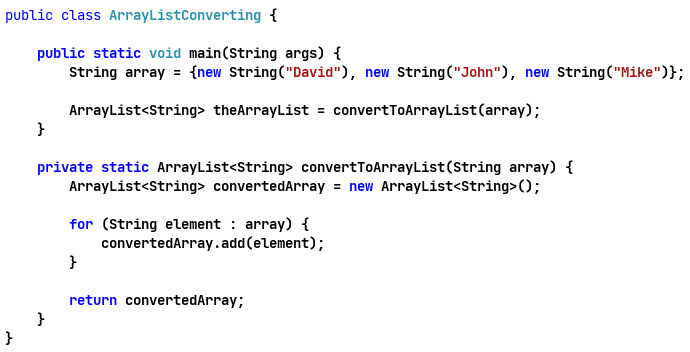 public class ArrayListConverting {
public static void main(String args) {
String array = {new String("David"), new String("John"), new String("Mike")};
ArrayList<String> theArrayList = convertToArrayList(array);
}
private static ArrayList<String> convertToArrayList(String array) {
ArrayList<String> convertedArray = new ArrayList<String>();
for (String element : array) {
convertedArray.add(element);
}
return convertedArray;
}
}